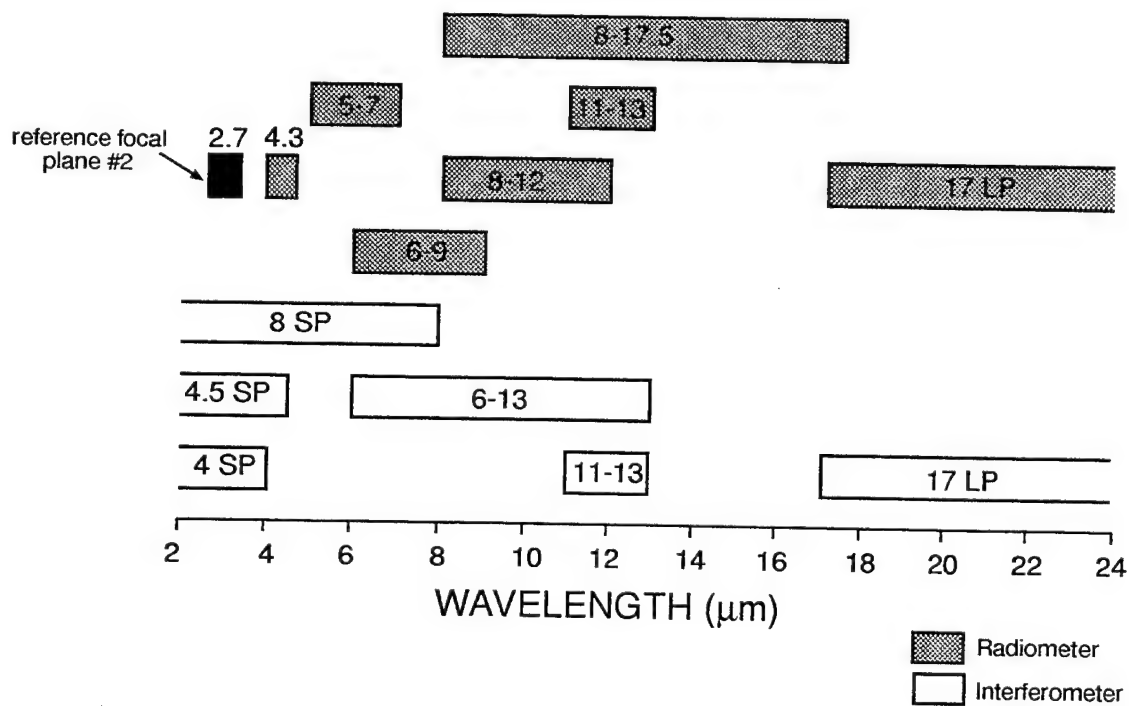 8-17.5
5-7
11-13
reference focal
plane #2
2.7
4.3
8-12
17 LP
6-9
8 SP
4.5 SP
6-13
4 SP
11-13
17 LP
2 4 6 8 10 12 14 16 18 20 22 24
WAVELENGTH (μm)
Radiometer
Interferometer